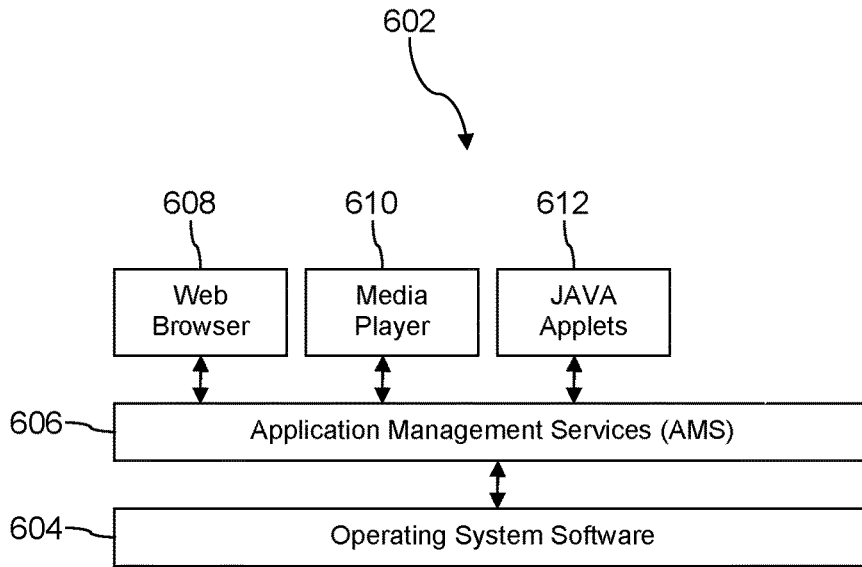 602
608
610
612
Web
Browser
Media
Player
JAVA
Applets
606
Application Management Services (AMS)
604
Operating System Software